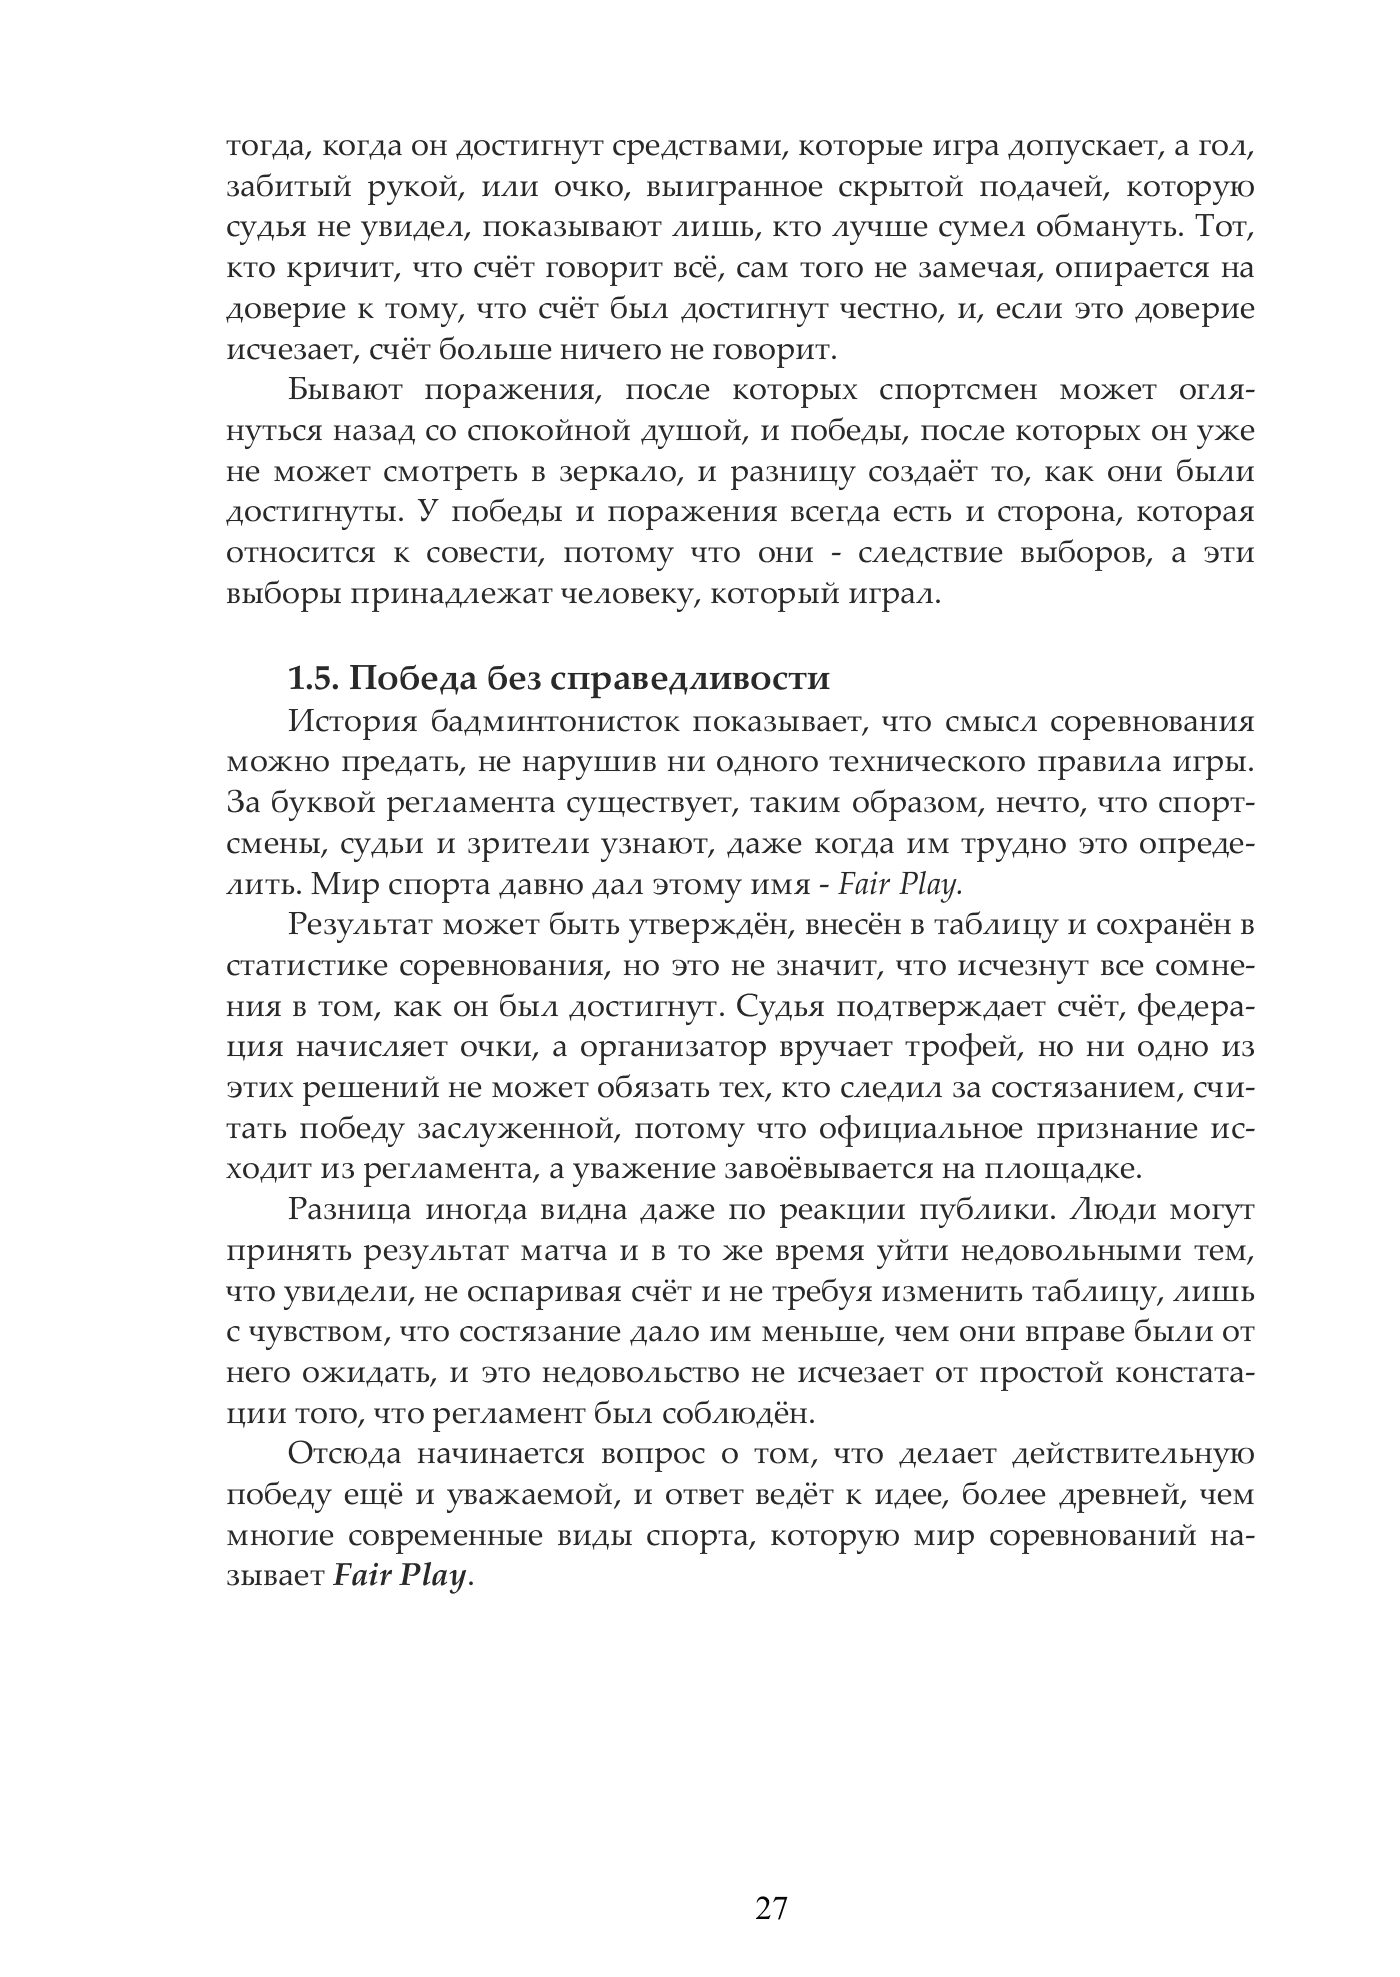 тогда, когда он достигнут средствами, которые игра допускает, а гол,
забитый рукой, или очко, выигранное скрытой подачей, которую
судья не увидел, показывают лишь, кто лучше сумел обмануть. Тот,
кто кричит, что счёт говорит всё, сам того не замечая, опирается на
доверие к тому, что счёт был достигнут честно, и, если это доверие
исчезает, счёт больше ничего не говорит.
Бывают поражения, после которых спортсмен может огля-
нуться назад со спокойной душой, и победы, после которых он уже
не может смотреть в зеркало, и разницу создаёт то, как они были
достигнуты. У победы и поражения всегда есть и сторона, которая
относится к совести, потому что они - следствие выборов, а эти
выборы принадлежат человеку, который играл.
1.5. Победа без справедливости
История бадминтонисток показывает, что смысл соревнования
можно предать, не нарушив ни одного технического правила игры.
За буквой регламента существует, таким образом, нечто, что спорт-
смены, судьи и зрители узнают, даже когда им трудно это опреде-
лить. Мир спорта давно дал этому имя - Fair Play.
Результат может быть утверждён, внесён в таблицу и сохранён в
статистике соревнования, но это не значит, что исчезнут все сомне-
ния в том, как он был достигнут. Судья подтверждает счёт, федера-
ция начисляет очки, а организатор вручает трофей, но ни одно из
этих решений не может обязать тех, кто следил за состязанием, счи-
тать победу заслуженной, потому что официальное признание ис-
ходит из регламента, а уважение завоёвывается на площадке.
Разница иногда видна даже по реакции публики. Люди могут
принять результат матча и в то же время уйти недовольными тем,
что увидели, не оспаривая счёт и не требуя изменить таблицу, лишь
с чувством, что состязание дало им меньше, чем они вправе были от
него ожидать, и это недовольство не исчезает от простой констата-
ции того, что регламент был соблюдён.
Отсюда начинается вопрос о том, что делает действительную
победу ещё и уважаемой, и ответ ведёт к идее, более древней, чем
многие современные виды спорта, которую мир соревнований на-
зывает Fair Play.
27